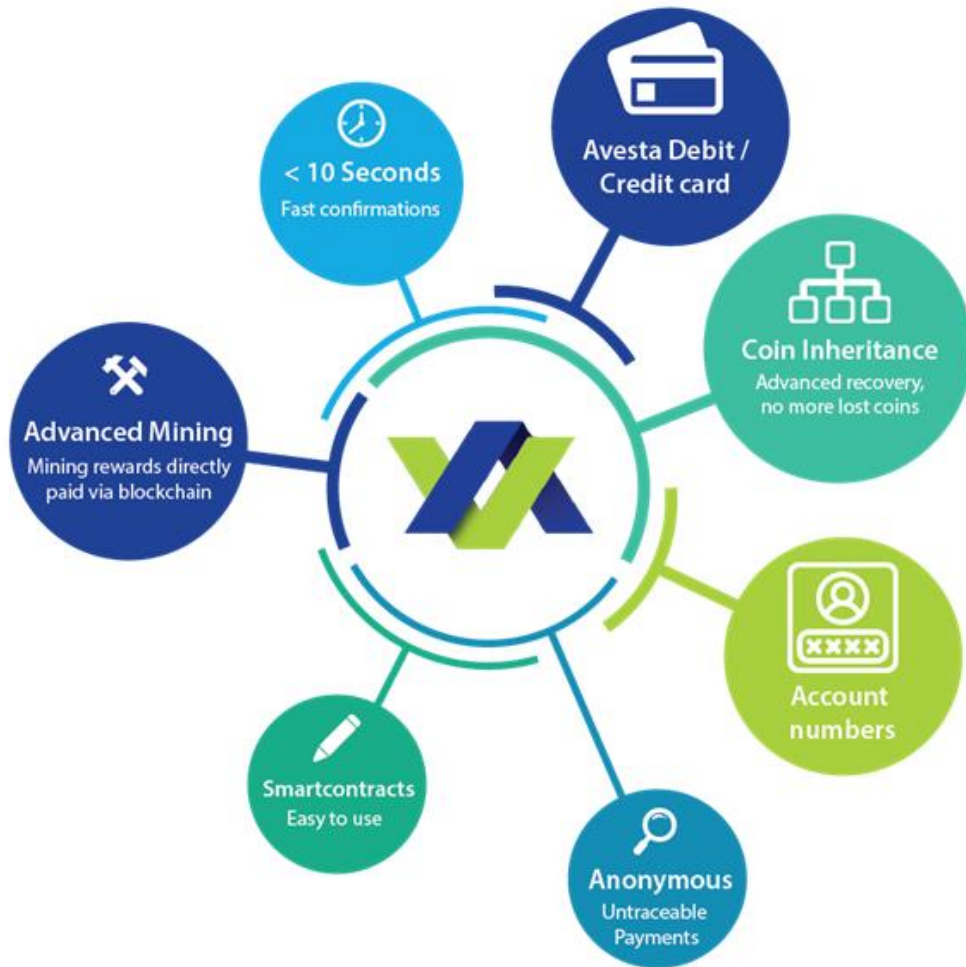 < 10 Seconds
Fast confirmations
Avesta Debit /
Credit card
Coin Inheritance
Advanced recovery,
no more lost coins
Advanced Mining
Mining rewards directly
paid via blockchain
Account
numbers
Smartcontracts
Easy to use
Anonymous
Untraceable
Payments